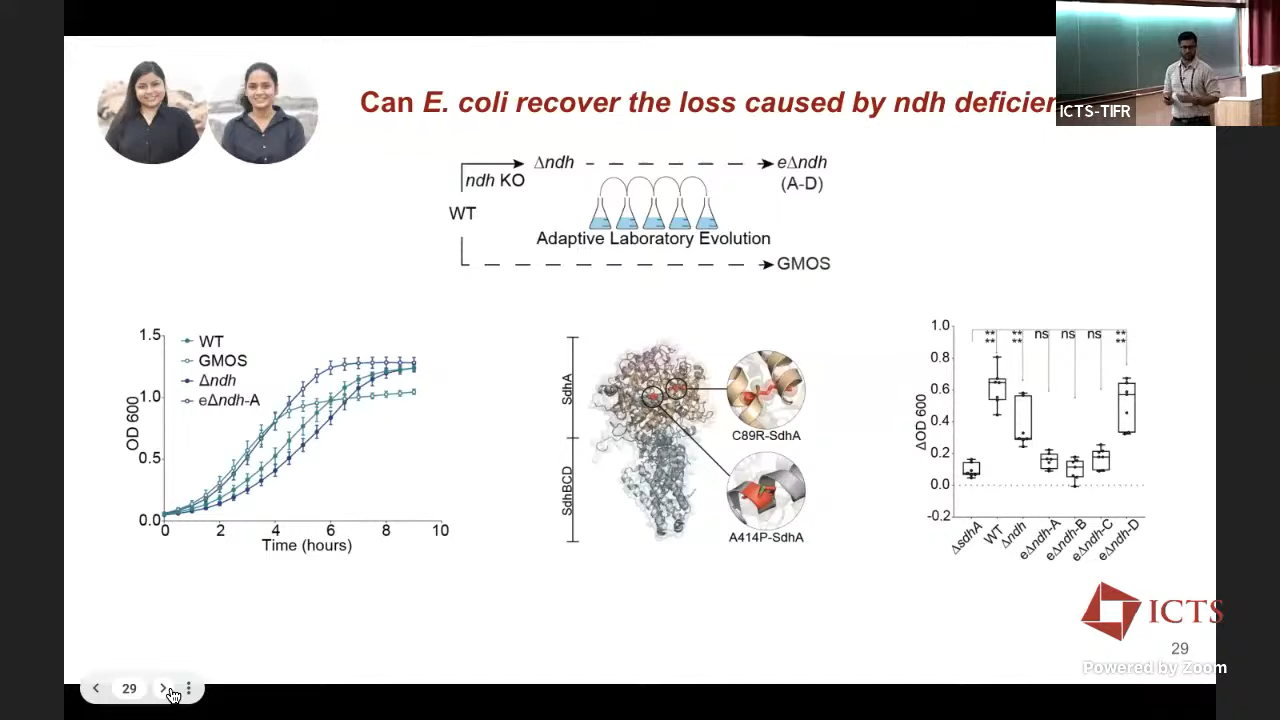 ICTS-TIFR
Can E. coli recover the loss caused by ndh deficien
Δndh
eΔndh
ndh KO
(A-D)
WT
Adaptive Laboratory Evolution
GMOS
1.5
1.0
0.5
0.0
OD 600
WT
GMOS
Δndh
eΔndh-A
0 2 4 6 8 10
Time (hours)
SdhA
SdhBCD
C89R-SdhA
A414P-SdhA
1.0
0.8
0.6
0.4
0.2
0.0
-0.2
ΔOD 600
** ** ns ns ns **
** ** **
ΔsdhA WT Δndh eΔndh-A eΔndh-B eΔndh-C eΔndh-D
ICTS
29
Powered by Zoom
29